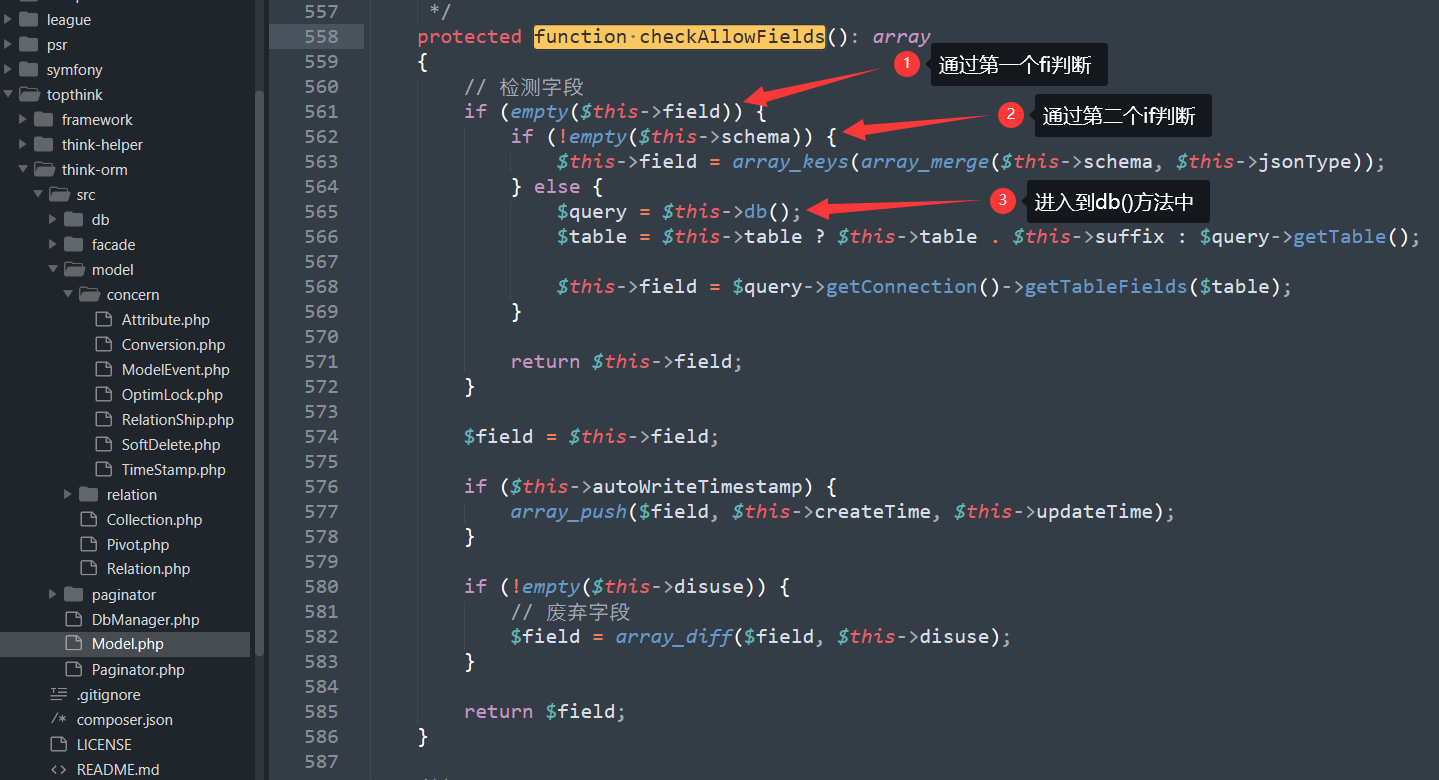 league
psr
symfony
topthink
framework
think-helper
think-orm
src
db
facade
model
concern
Attribute.php
Conversion.php
ModelEvent.php
OptimLock.php
RelationShip.php
SoftDelete.php
TimeStamp.php
relation
Collection.php
Pivot.php
Relation.php
paginator
DbManager.php
Model.php
Paginator.php
.gitignore
composer.json
LICENSE
README.md
557 */
558 protected function checkAllowFields(): array
559 {
560 // 检测字段
561 if (empty($this->field)) {
562 if (!empty($this->schema)) {
563 $this->field = array_keys(array_merge($this->schema, $this->jsonType));
564 } else {
565 $query = $this->db();
566 $table = $this->table ? $this->table . $this->suffix : $query->getTable();
567
568 $this->field = $query->getConnection()->getTableFields($table);
569 }
570
571 return $this->field;
572 }
573
574 $field = $this->field;
575
576 if ($this->autoWriteTimestamp) {
577 array_push($field, $this->createTime, $this->updateTime);
578 }
579
580 if (!empty($this->disuse)) {
581 // 废弃字段
582 $field = array_diff($field, $this->disuse);
583 }
584
585 return $field;
586 }
587
1 通过第一个fi判断
2 通过第二个if判断
3 进入到db()方法中